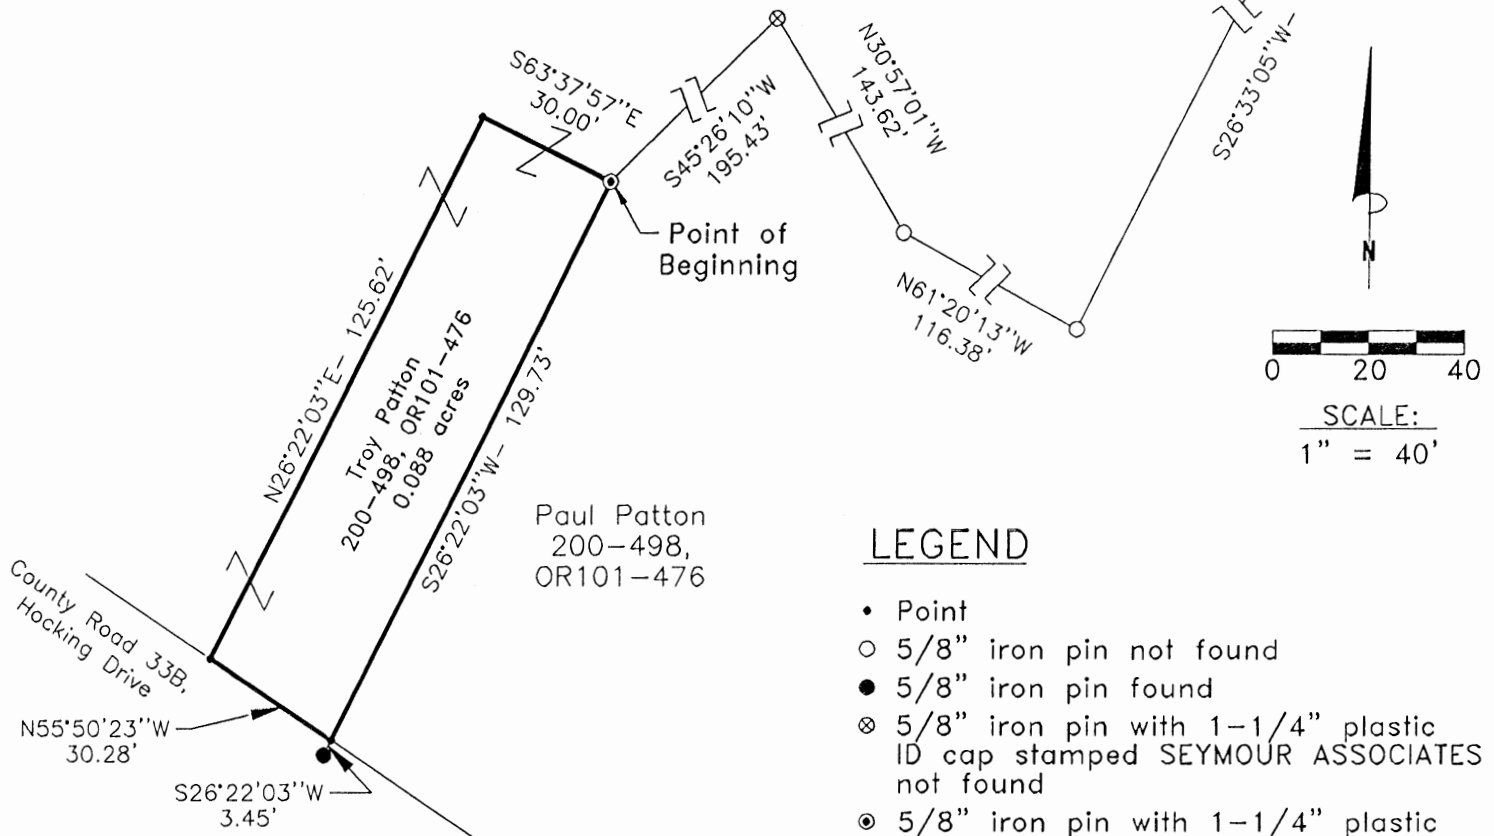 S63°37'57"E
30.00'
S45°26'10"W
195.43'
N30°57'01"W
143.62'
S26°33'05"W-
Point of
Beginning
N61°20'13"W
116.38'
N
0 20 40
SCALE:
1" = 40'
N26°22'03"E- 125.62'
Troy Patton
200-498, OR101-476
0.088 acres
S26°22'03"W- 129.73'
Paul Patton
200-498,
OR101-476
County Road 33B,
Hocking Drive
N55°50'23"W
30.28'
S26°22'03"W
3.45'
LEGEND
Point
5/8" iron pin not found
5/8" iron pin found
5/8" iron pin with 1-1/4" plastic
ID cap stamped SEYMOUR ASSOCIATES
not found
5/8" iron pin with 1-1/4" plastic